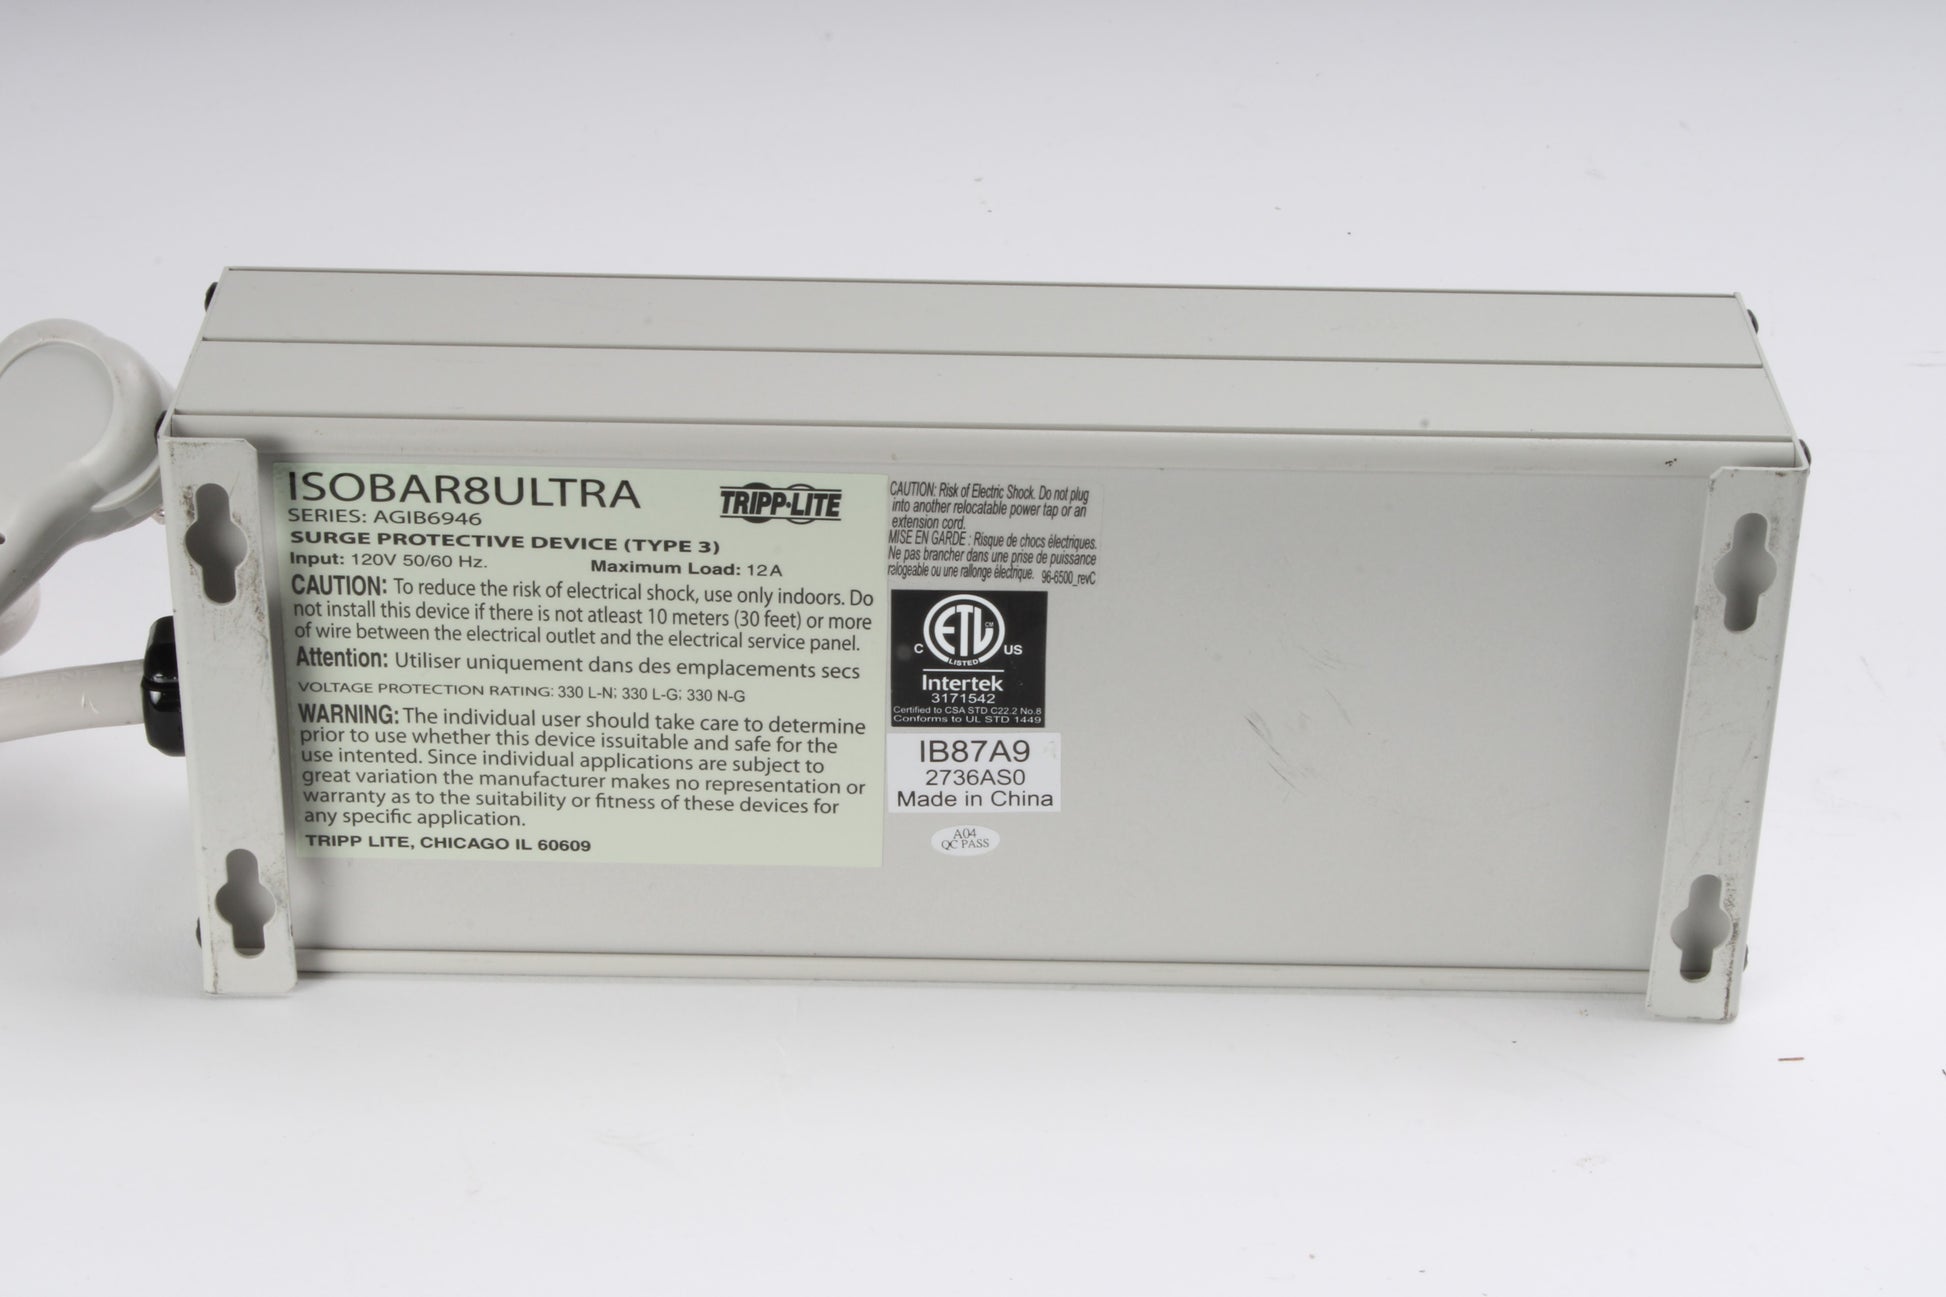 ISOBAR8ULTRA
TRIPP·LITE
SERIES: AGIB6946
SURGE PROTECTIVE DEVICE (TYPE 3)
Input: 120V 50/60 Hz. Maximum Load: 12A
CAUTION: To reduce the risk of electrical shock, use only indoors. Do
not install this device if there is not atleast 10 meters (30 feet) or more
of wire between the electrical outlet and the electrical service panel.
Attention: Utiliser uniquement dans des emplacements secs
VOLTAGE PROTECTION RATING: 330 L-N; 330 L-G; 330 N-G
WARNING: The individual user should take care to determine
prior to use whether this device issuitable and safe for the
use intented. Since individual applications are subject to
great variation the manufacturer makes no representation or
warranty as to the suitability or fitness of these devices for
any specific application.
TRIPP LITE, CHICAGO IL 60609
CAUTION: Risk of Electric Shock. Do not plug
into another relocatable power tap or an
extension cord.
MISE EN GARDE : Risque de chocs électriques.
Ne pas brancher dans une prise de puissance
ralogeable ou une rallonge électrique. 96-6500_revC
ETL CM
C LISTED US
Intertek
3171542
Certified to CSA STD C22.2 No.8
Conforms to UL STD 1449
IB87A9
2736AS0
Made in China
A04
QC PASS